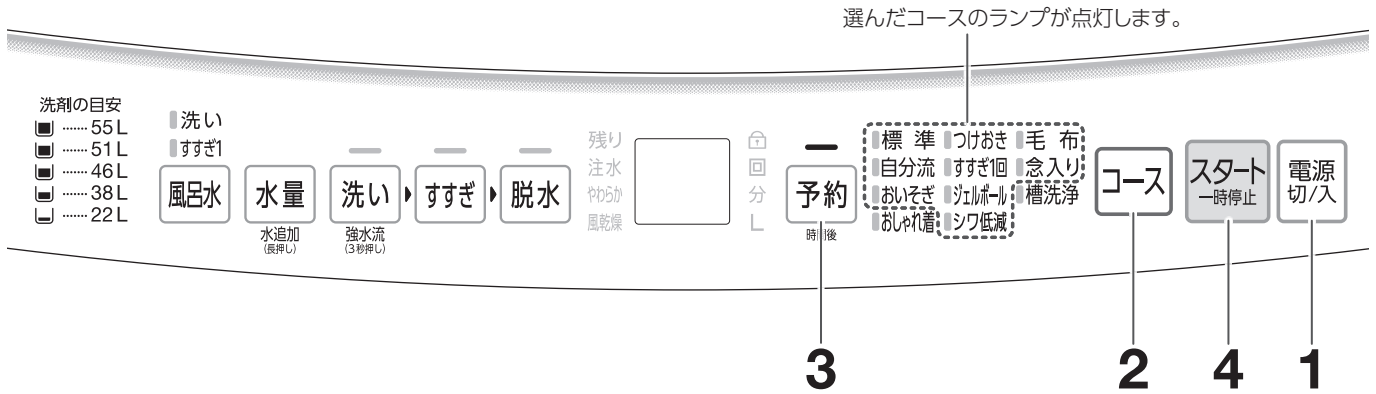 選んだコースのランプが点灯します。
洗剤の目安
55L
51L
46L
38L
22L
洗い
すすぎ1
風呂水
水量
水追加
(長押し)
洗い
強水流
(3秒押し)
すすぎ
脱水
残り
注水
やわらか
風乾燥
回
分
L
予約
時間後
標準 つけおき 毛布
自分流 すすぎ1回 念入り
おいそぎ ジェルボール 槽洗浄
おしゃれ着 シワ低減
コース
スタート
一時停止
電源
切/入
3
2
4
1